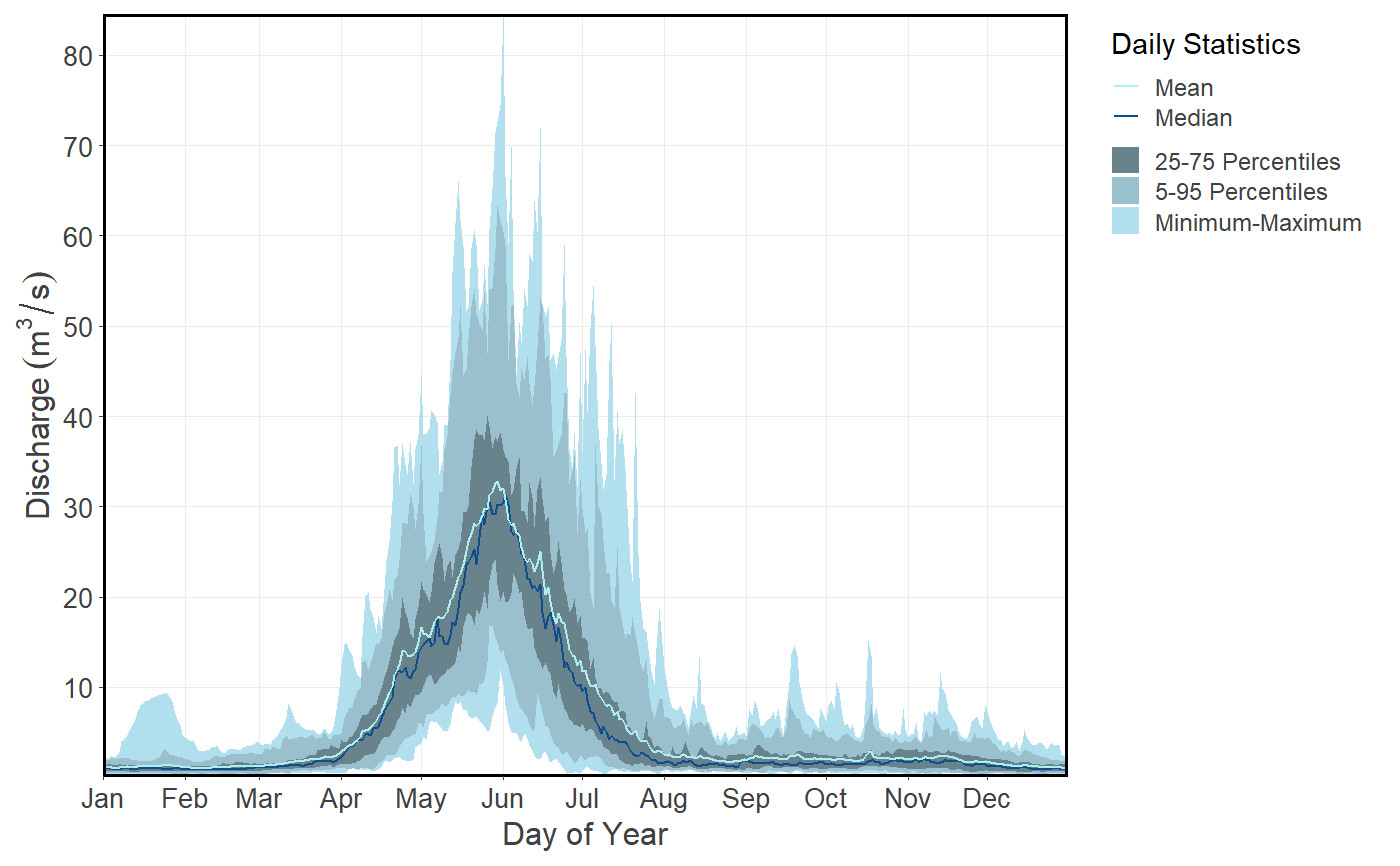 Daily Statistics
Mean
Median
25-75 Percentiles
5-95 Percentiles
Minimum-Maximum
Discharge (m³/s)
80
70
60
50
40
30
20
10
Jan Feb Mar Apr May Jun Jul Aug Sep Oct Nov Dec
Day of Year